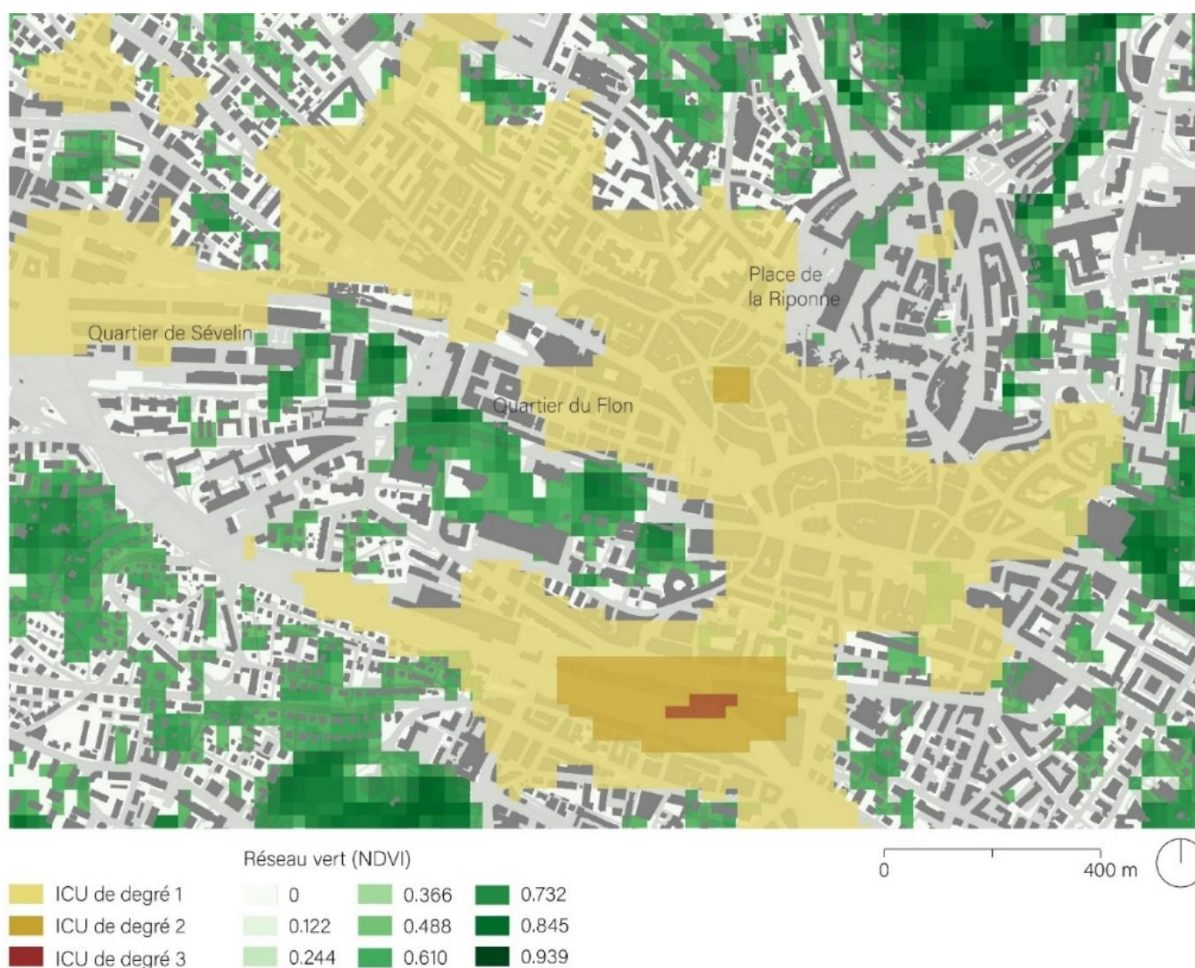 Place de
la Riponne
Quartier de Sévelin
Quartier du Flon
Réseau vert (NDVI)
0 400 m
ICU de degré 1 0 0.366 0.732
ICU de degré 2 0.122 0.488 0.845
ICU de degré 3 0.244 0.610 0.939